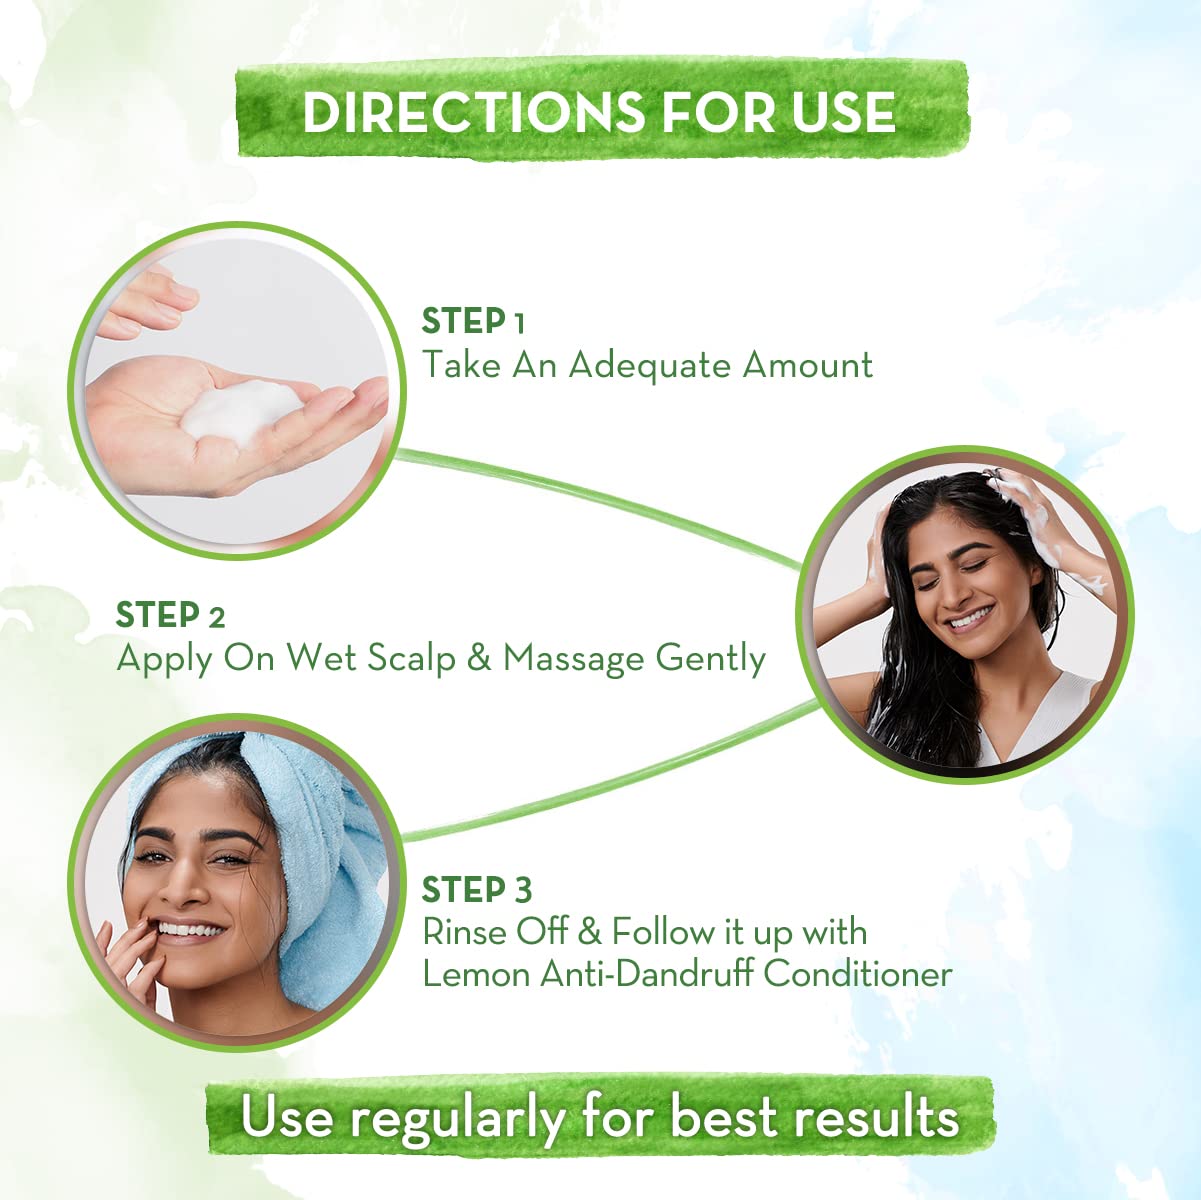 DIRECTIONS FOR USE
STEP 1
Take An Adequate Amount
STEP 2
Apply On Wet Scalp & Massage Gently
STEP 3
Rinse Off & Follow it up with
Lemon Anti-Dandruff Conditioner
Use regularly for best results